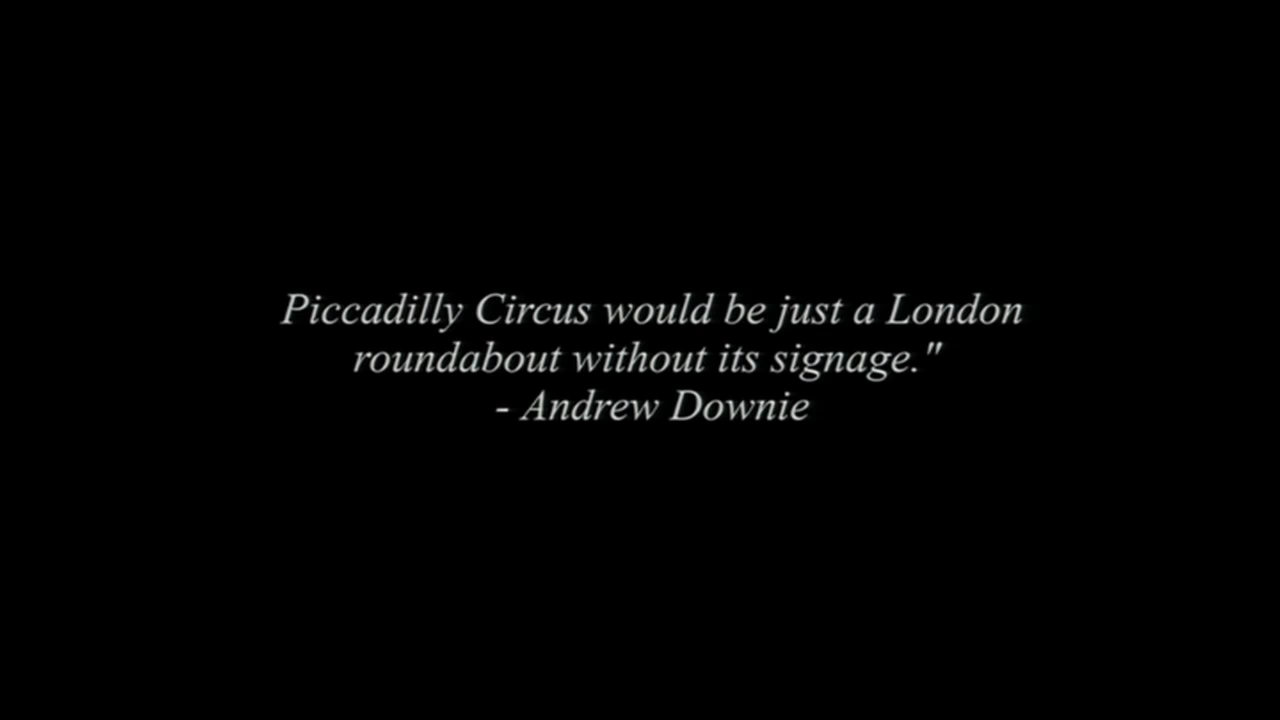 Piccadilly Circus would be just a London
roundabout without its signage."
- Andrew Downie